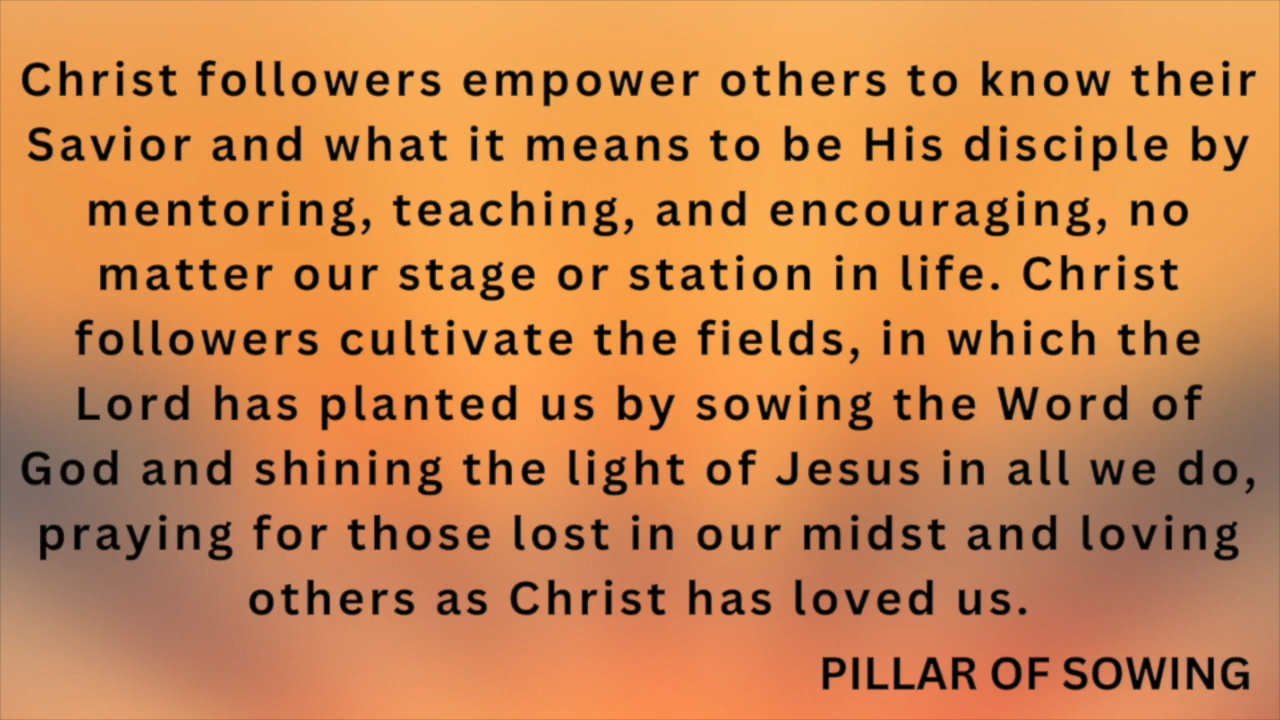 Christ followers empower others to know their
Savior and what it means to be His disciple by
mentoring, teaching, and encouraging, no
matter our stage or station in life. Christ
followers cultivate the fields, in which the
Lord has planted us by sowing the Word of
God and shining the light of Jesus in all we do,
praying for those lost in our midst and loving
others as Christ has loved us.
PILLAR OF SOWING